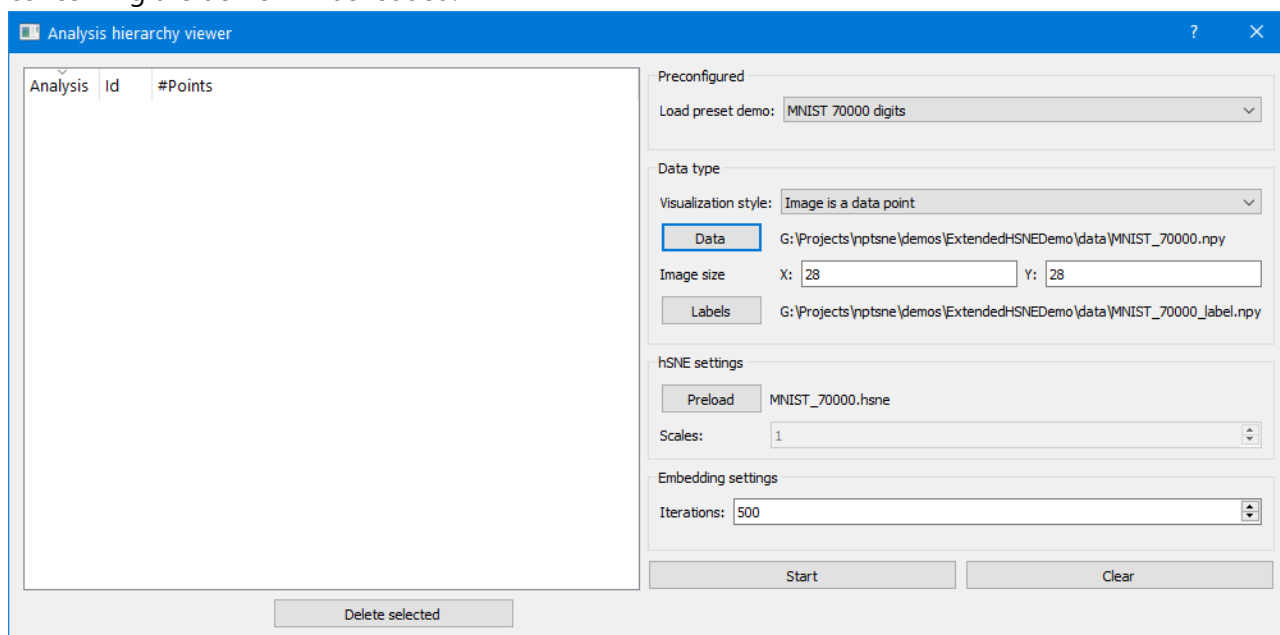 Analysis hierarchy viewer ?
Analysis Id #Points
Preconfigured
Load preset demo: MNIST 70000 digits
Data type
Visualization style: Image is a data point
Data G:\Projects\nptsne\demos\ExtendedHSNEDemo\data\MNIST_70000.npy
Image size X: 28 Y: 28
Labels G:\Projects\nptsne\demos\ExtendedHSNEDemo\data\MNIST_70000_label.npy
hSNE settings
Preload MNIST_70000.hsne
Scales: 1
Embedding settings
Iterations: 500
Start Clear
Delete selected